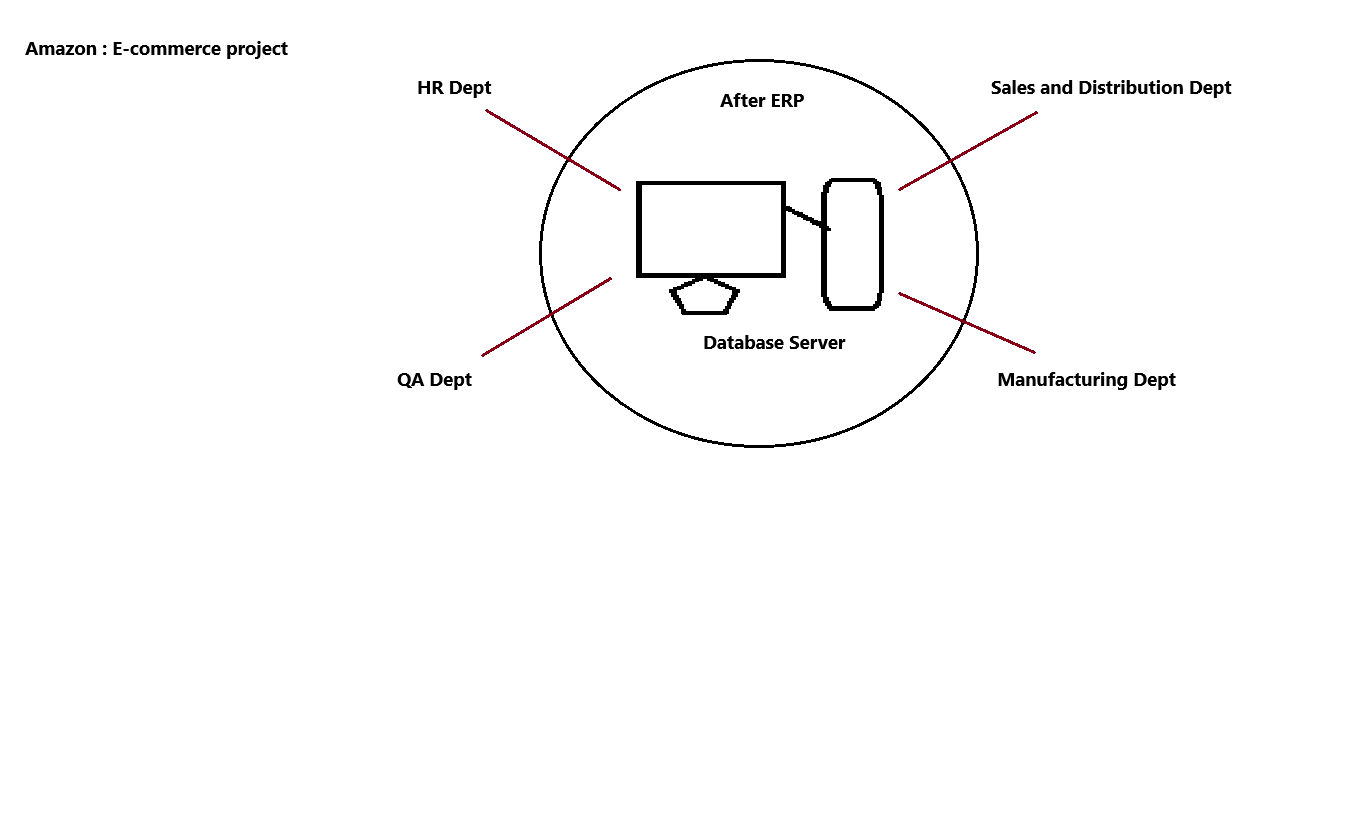 Amazon : E-commerce project
HR Dept
Sales and Distribution Dept
After ERP
Database Server
QA Dept
Manufacturing Dept